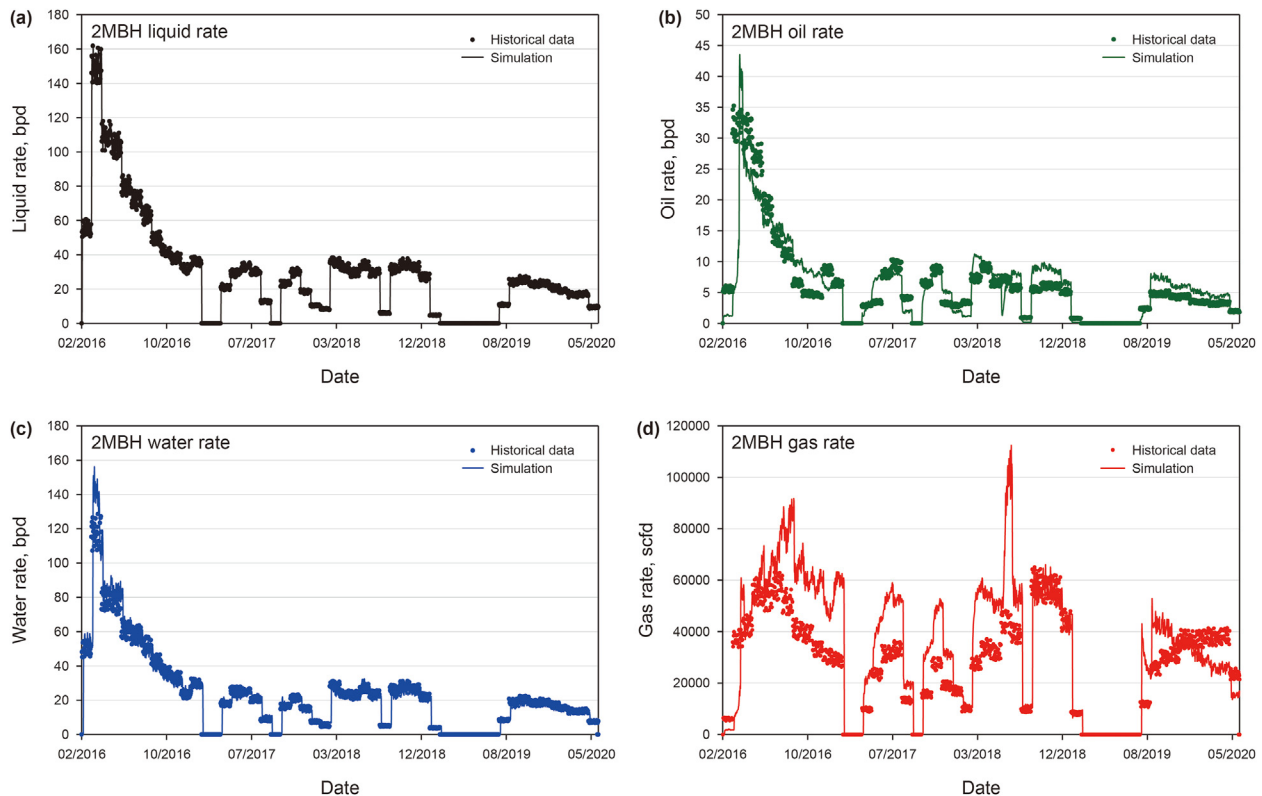 (a)
2MBH liquid rate
Historical data
Simulation
Liquid rate, bpd
180
160
140
120
100
80
60
40
20
0
02/2016 10/2016 07/2017 03/2018 12/2018 08/2019 05/2020
Date
(b)
2MBH oil rate
Historical data
Simulation
Oil rate, bpd
50
45
40
35
30
25
20
15
10
5
0
02/2016 10/2016 07/2017 03/2018 12/2018 08/2019 05/2020
Date
(c)
2MBH water rate
Historical data
Simulation
Water rate, bpd
180
160
140
120
100
80
60
40
20
0
02/2016 10/2016 07/2017 03/2018 12/2018 08/2019 05/2020
Date
(d)
2MBH gas rate
Historical data
Simulation
Gas rate, scfd
120000
100000
80000
60000
40000
20000
0
02/2016 10/2016 07/2017 03/2018 12/2018 08/2019 05/2020
Date